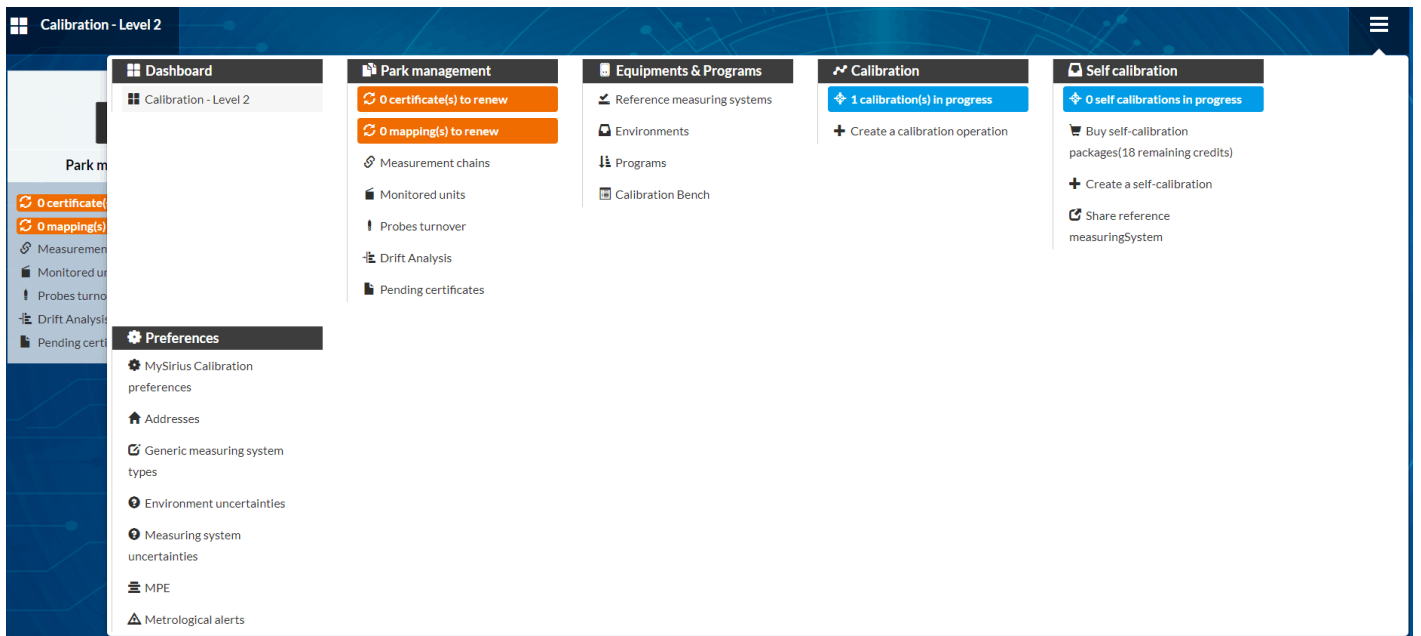 Calibration - Level 2
Dashboard
Calibration - Level 2
Park management
0 certificate(s) to renew
0 mapping(s) to renew
Measurement chains
Monitored units
Probes turnover
Drift Analysis
Pending certificates
Equipments & Programs
Reference measuring systems
Environments
Programs
Calibration Bench
Calibration
1 calibration(s) in progress
Create a calibration operation
Self calibration
0 self calibrations in progress
Buy self-calibration
packages(18 remaining credits)
Create a self-calibration
Share reference
measuringSystem
Preferences
MySirius Calibration
preferences
Addresses
Generic measuring system
types
Environment uncertainties
Measuring system
uncertainties
MPE
Metrological alerts
Park m
0 certificate(
0 mapping(s)
Measuremen
Monitored un
Probes turno
Drift Analysis
Pending certi